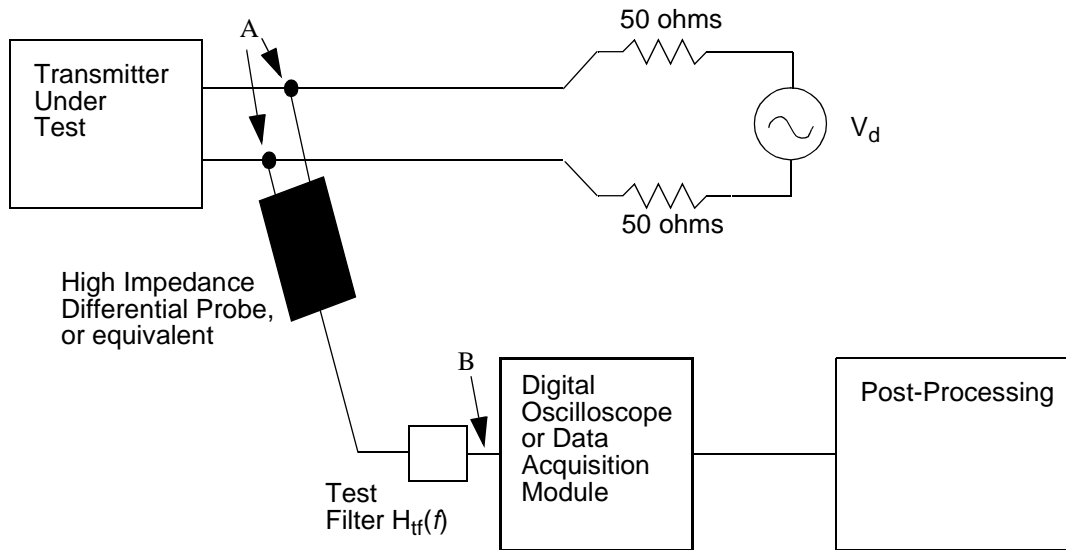 50 ohms
A
Transmitter
Under
Test
V_d
50 ohms
High Impedance
Differential Probe,
or equivalent
B
Digital
Oscilloscope
or Data
Acquisition
Module
Post-Processing
Test
Filter H_tf(f)